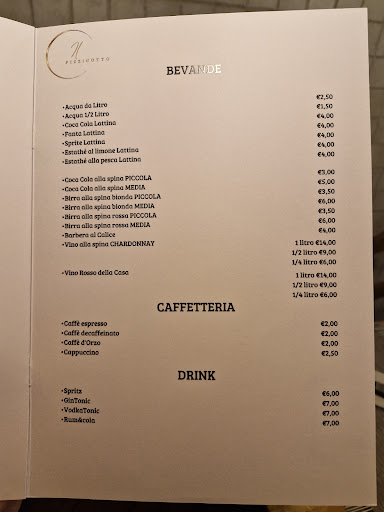 Il
PIZZICOTTO
BEVANDE
•Acqua da Litro €2,50
•Acqua 1/2 Litro €1,50
•Coca Cola Lattina €4,00
•Fanta Lattina €4,00
•Sprite Lattina €4,00
•Estathé al limone Lattina €4,00
•Estathé alla pesca Lattina €4,00
•Coca Cola alla spina PICCOLA €3,00
•Coca Cola alla spina MEDIA €5,00
•Birra alla spina bionda PICCOLA €3,50
•Birra alla spina bionda MEDIA €6,00
•Birra alla spina rossa PICCOLA €3,50
•Birra alla spina rossa MEDIA €6,00
•Barbera al Calice €4,00
•Vino alla spina CHARDONNAY 1 litro €14,00
1/2 litro €9,00
1/4 litro €6,00
•Vino Rosso della Casa 1 litro €14,00
1/2 litro €9,00
1/4 litro €6,00
CAFFETTERIA
•Caffè espresso €2,00
•Caffè decaffeinato €2,00
•Caffè d'Orzo €2,00
•Cappuccino €2,50
DRINK
•Spritz €6,00
•GinTonic €7,00
•VodkaTonic €7,00
•Rum&cola €7,00